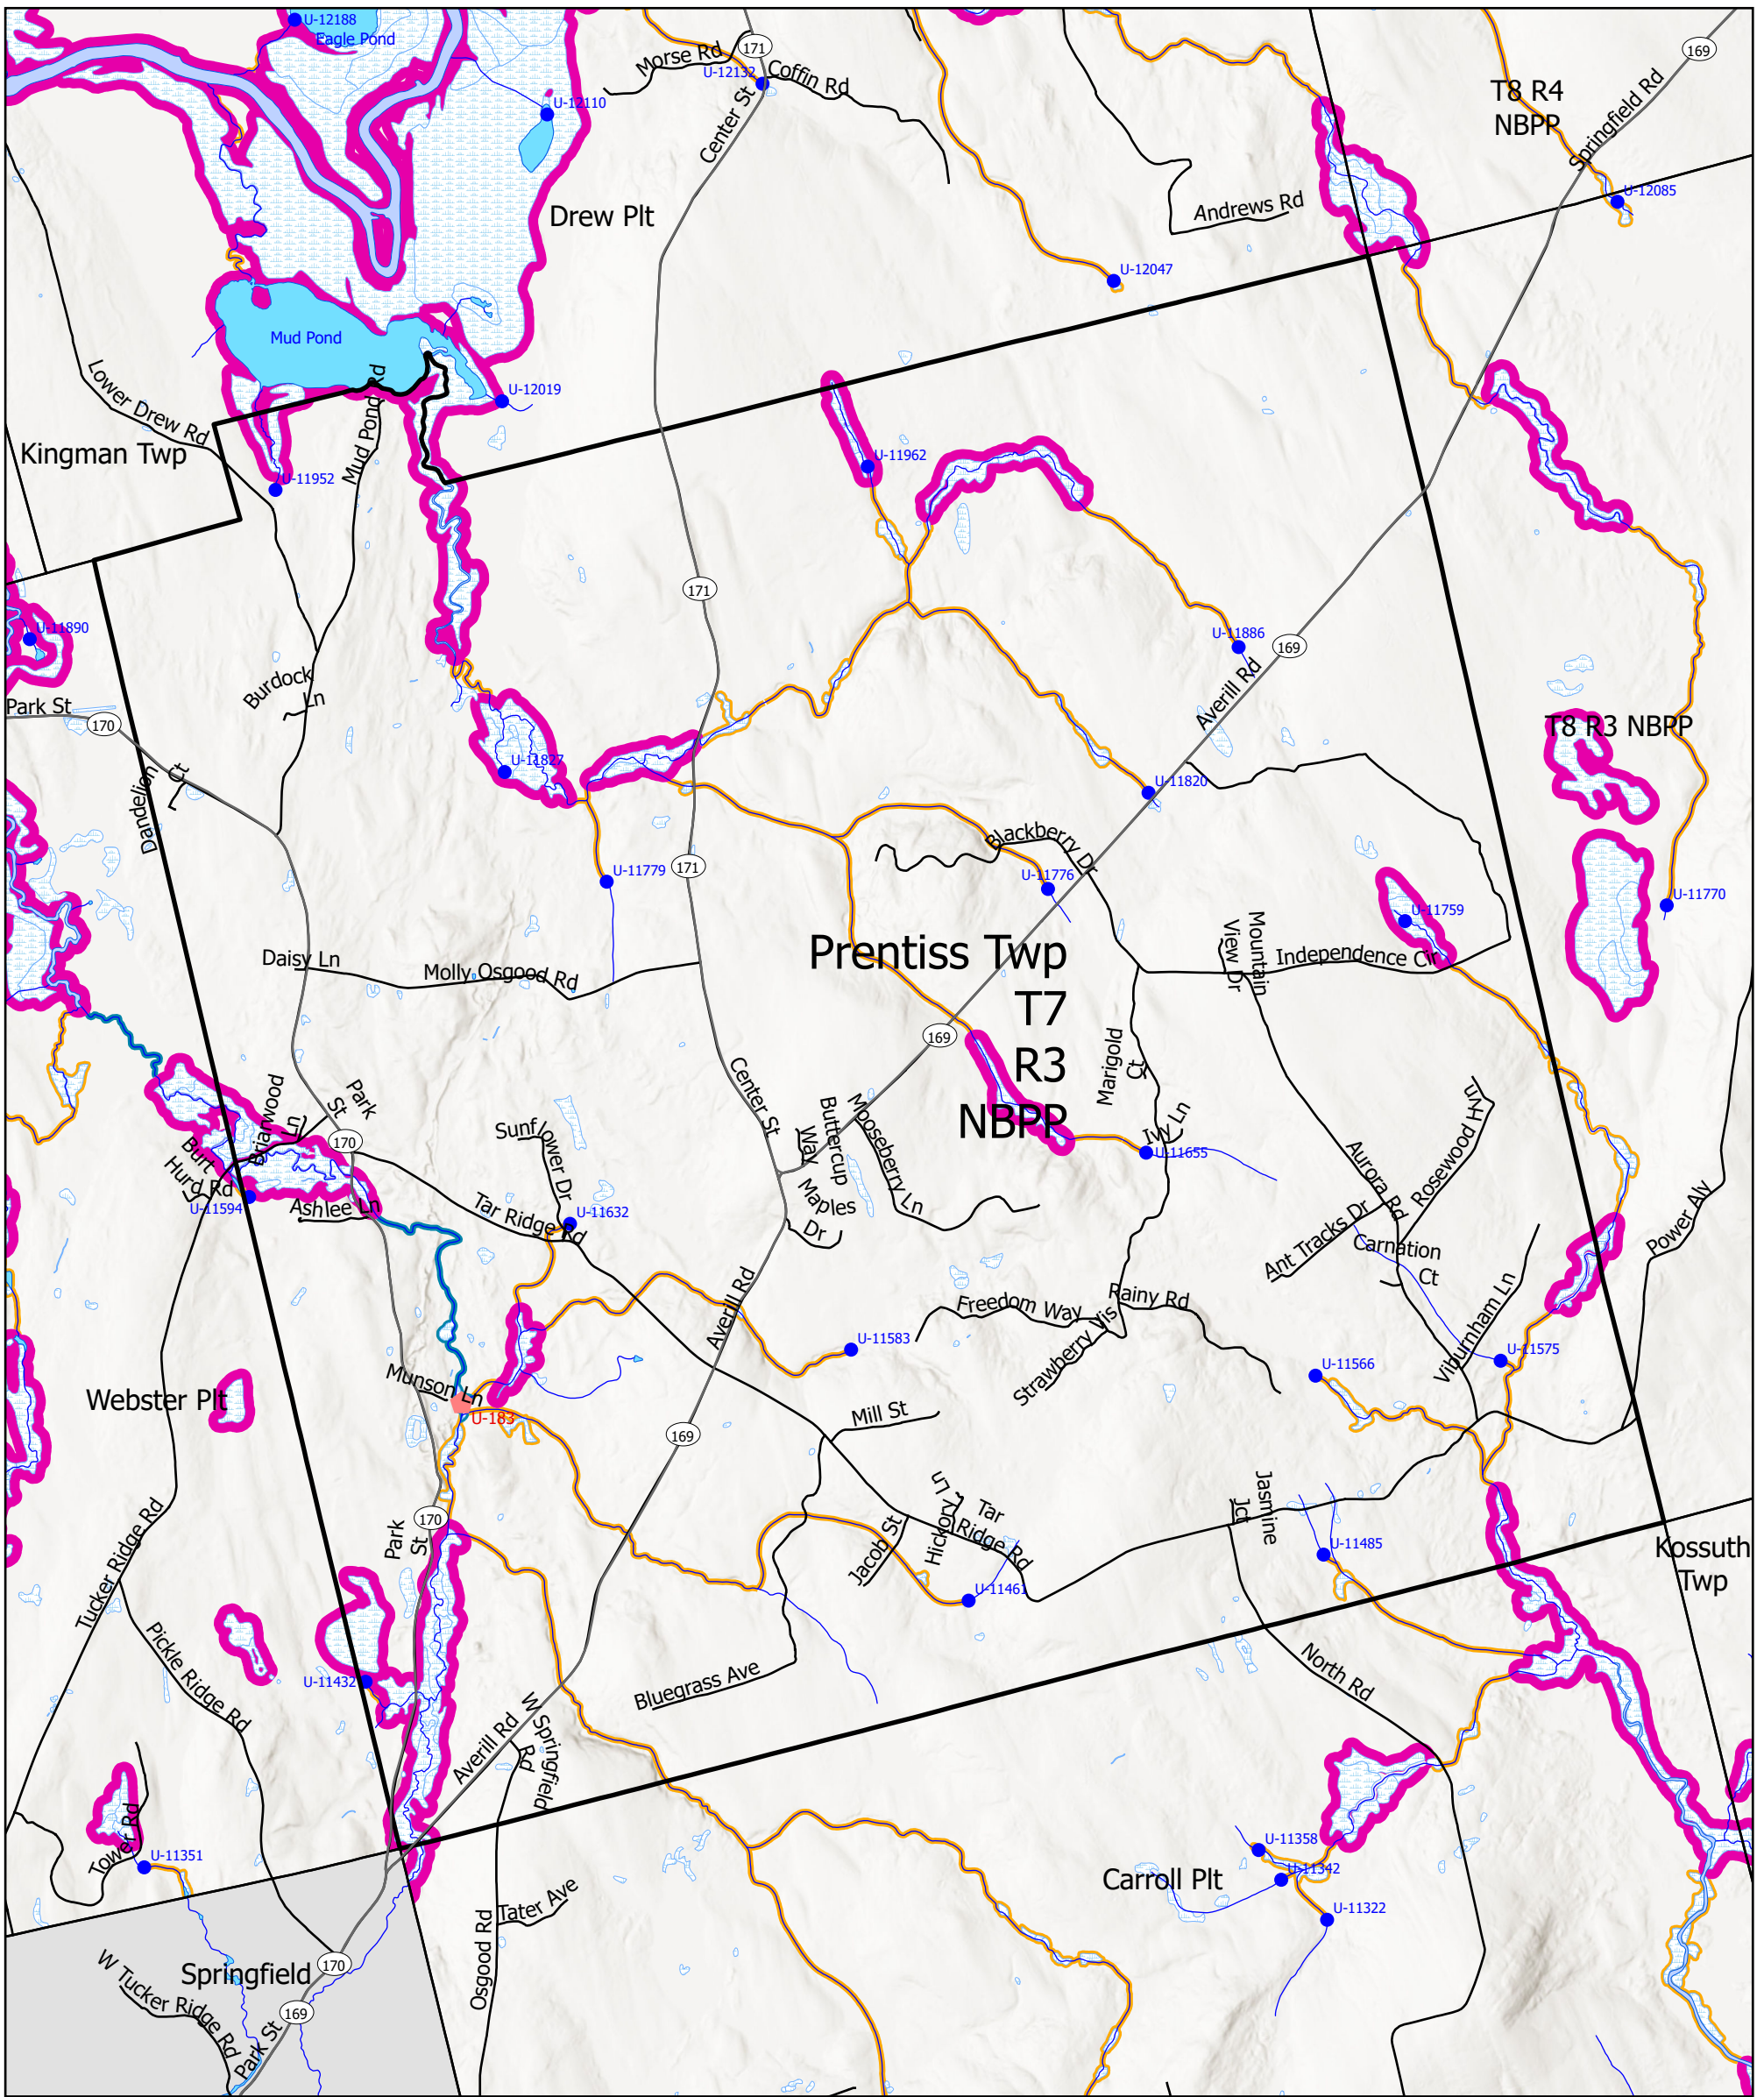 U-12188
Eagle Pond
171
Morse Rd
U-12132
Coffin Rd
169
T8 R4
NBPP
Springfield Rd
U-12110
Center St
U-12085
Drew Plt
Andrews Rd
U-12047
Mud Pond
Lower Drew Rd
Mud Pond Rd
U-12019
Kingman Twp
U-11952
U-11962
171
U-11890
U-11886
169
Burdock
Ln
Park St
170
Averill Rd
T8 R3 NBPP
Dandelion
Ct
U-11827
U-11820
Blackberry Dr
171
U-11779
U-11776
U-11770
U-11759
Daisy Ln
Molly Osgood Rd
Prentiss Twp
T7
R3
NBPP
Mountain
View Dr
Independence Cir
169
Marigold
Ct
Center St
Park
St
Briarwood
Ln
170
Burt
Hurd Rd
U-11594
Ashlee Ln
Sunflower Dr
Tar Ridge Rd
U-11632
Buttercup
Way
Mooseberry Ln
Maples
Dr
Ivy Ln
U-11655
Aurora Rd
Rosewood Hn
Ant Tracks Dr
Carnation
Ct
Power Aly
Averill Rd
Freedom Way
Rainy Rd
Strawberry Vis
Viburnham Ln
U-11583
U-11575
U-11566
Webster Plt
Munson Ln
U-183
169
Mill St
Tucker Ridge Rd
170
Park
St
Jacob St
Hickory Ln
Tar
Ridge Rd
Jasmine
Jct
U-11485
U-11461
Kossuth
Twp
Pickle Ridge Rd
U-11432
Bluegrass Ave
North Rd
Averill Rd
W Springfield
Rd
Tower Rd
U-11351
U-11358
U-11342
Carroll Plt
U-11322
Tater Ave
Osgood Rd
Springfield
170
W Tucker Ridge Rd
169
Park St